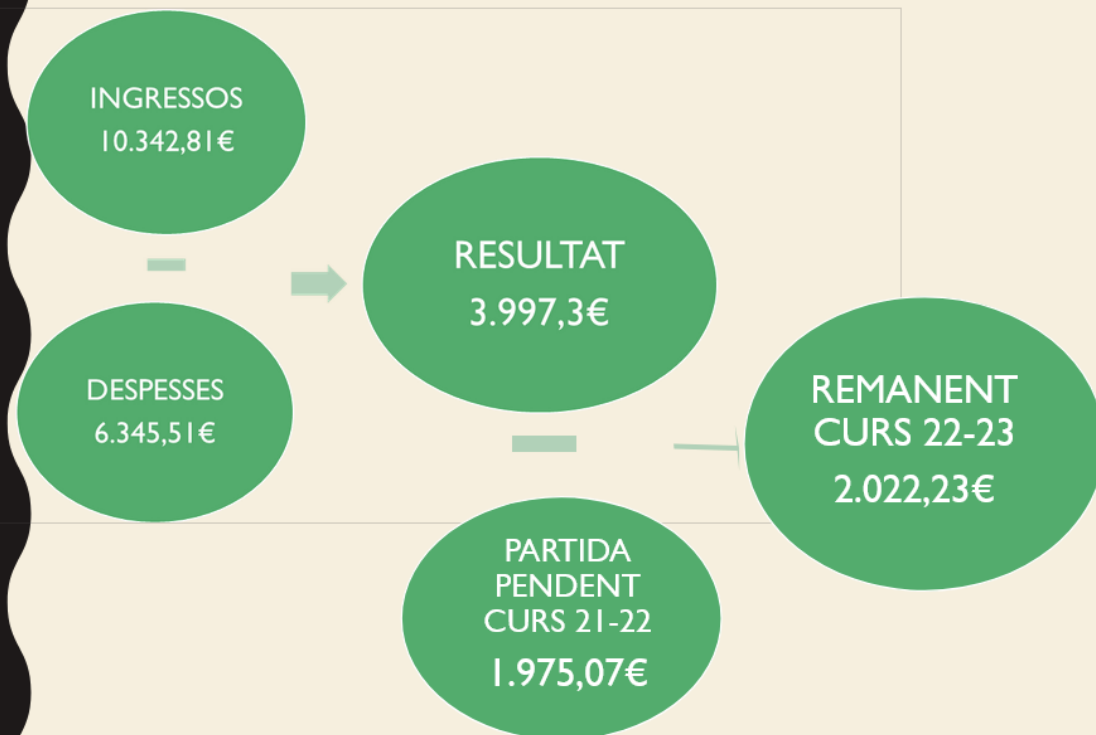 INGRESSOS
10.342,81€
DESPESSES
6.345,51€
RESULTAT
3.997,3€
PARTIDA
PENDENT
CURS 21-22
1.975,07€
REMANENT
CURS 22-23
2.022,23€